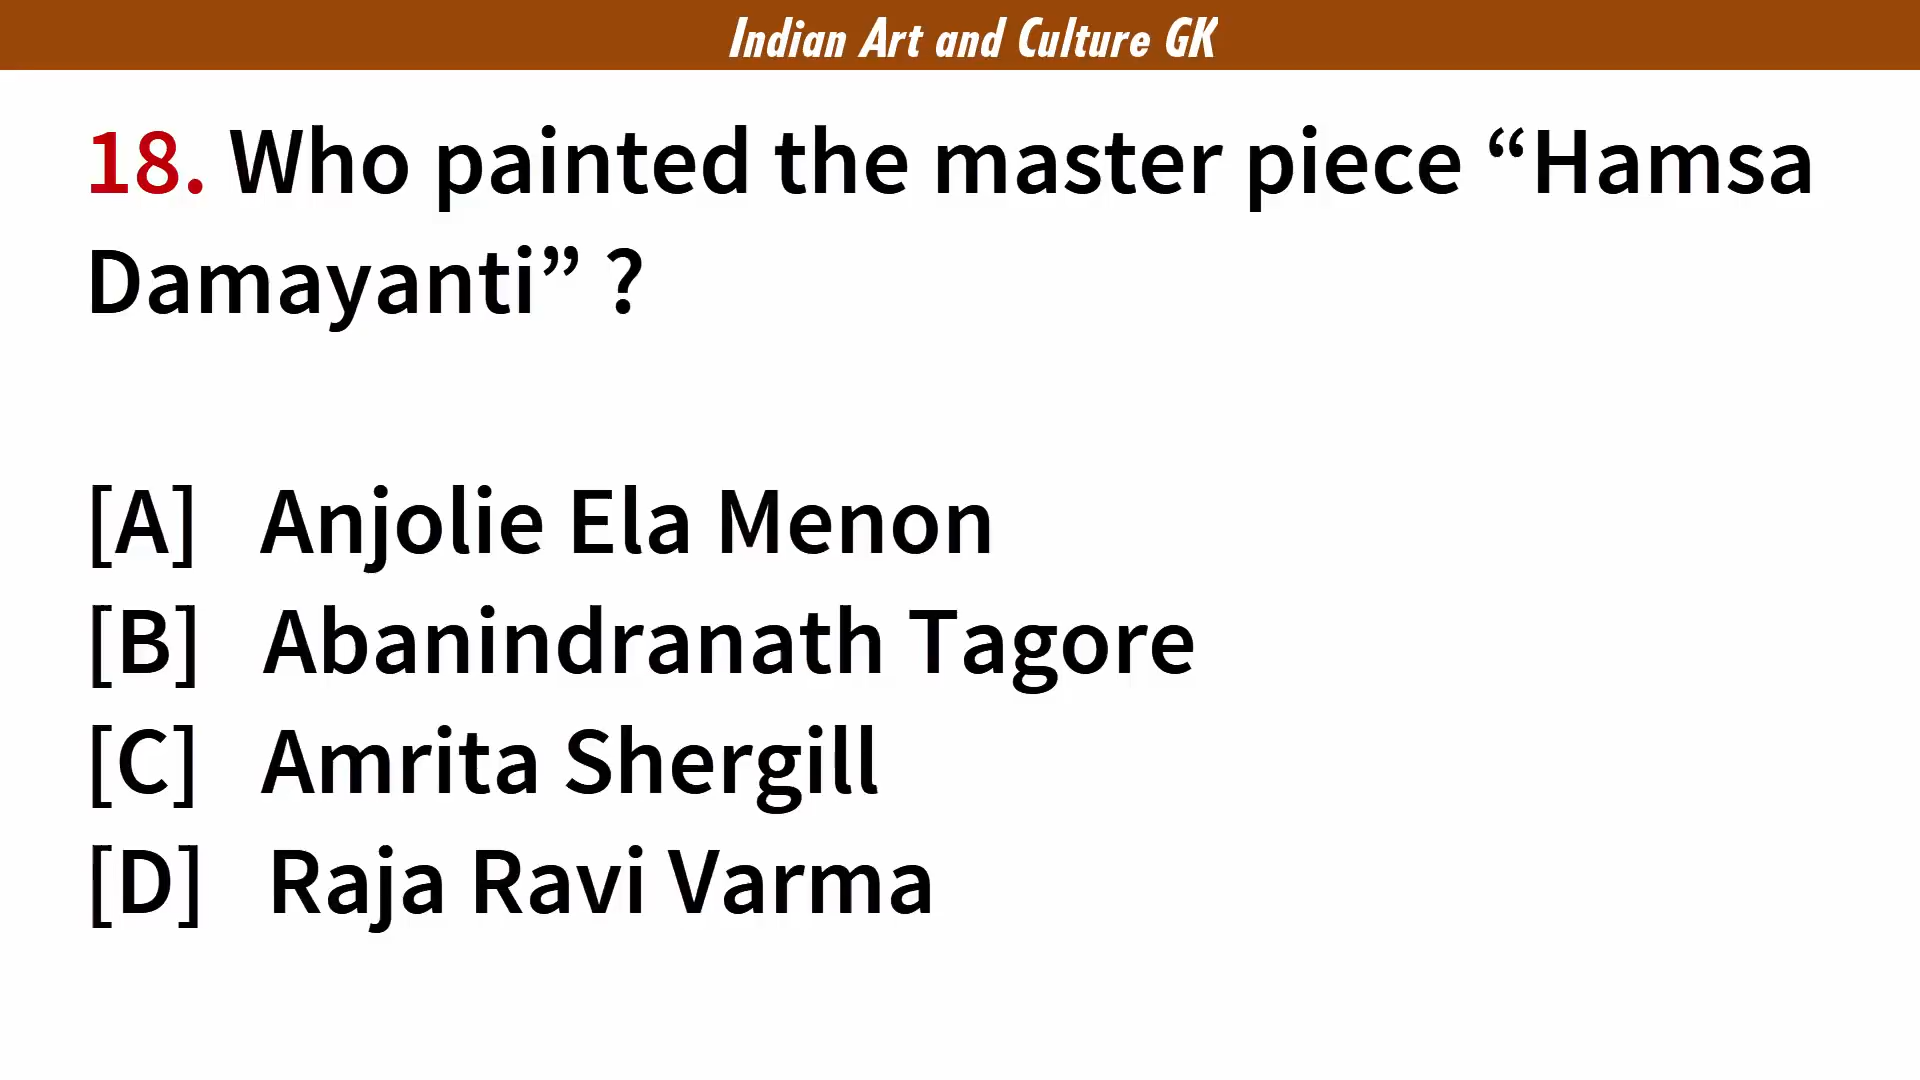 Indian Art and Culture GK
18. Who painted the master piece “Hamsa
Damayanti” ?
[A] Anjolie Ela Menon
[B] Abanindranath Tagore
[C] Amrita Shergill
[D] Raja Ravi Varma